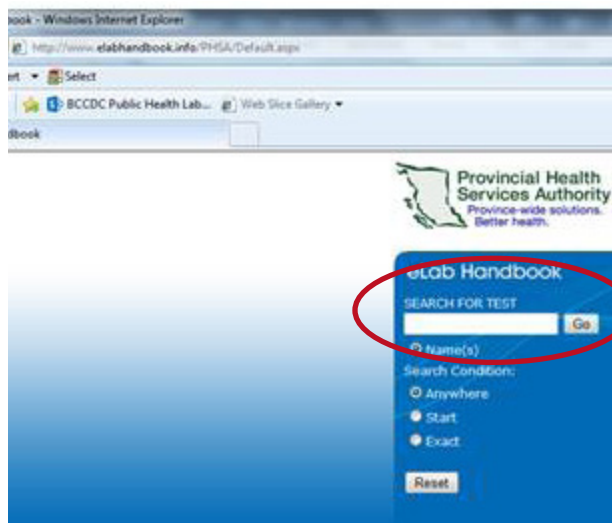 book - Windows Internet Explorer
http://www.elabhandbook.info/PHSA/Default.aspx
rt Select
BCCDC Public Health Lab... Web Slice Gallery
dbook
Provincial Health
Services Authority
Province-wide solutions.
Better health.
eLab Handbook
SEARCH FOR TEST
Go
Name(s)
Search Condition:
Anywhere
Start
Exact
Reset